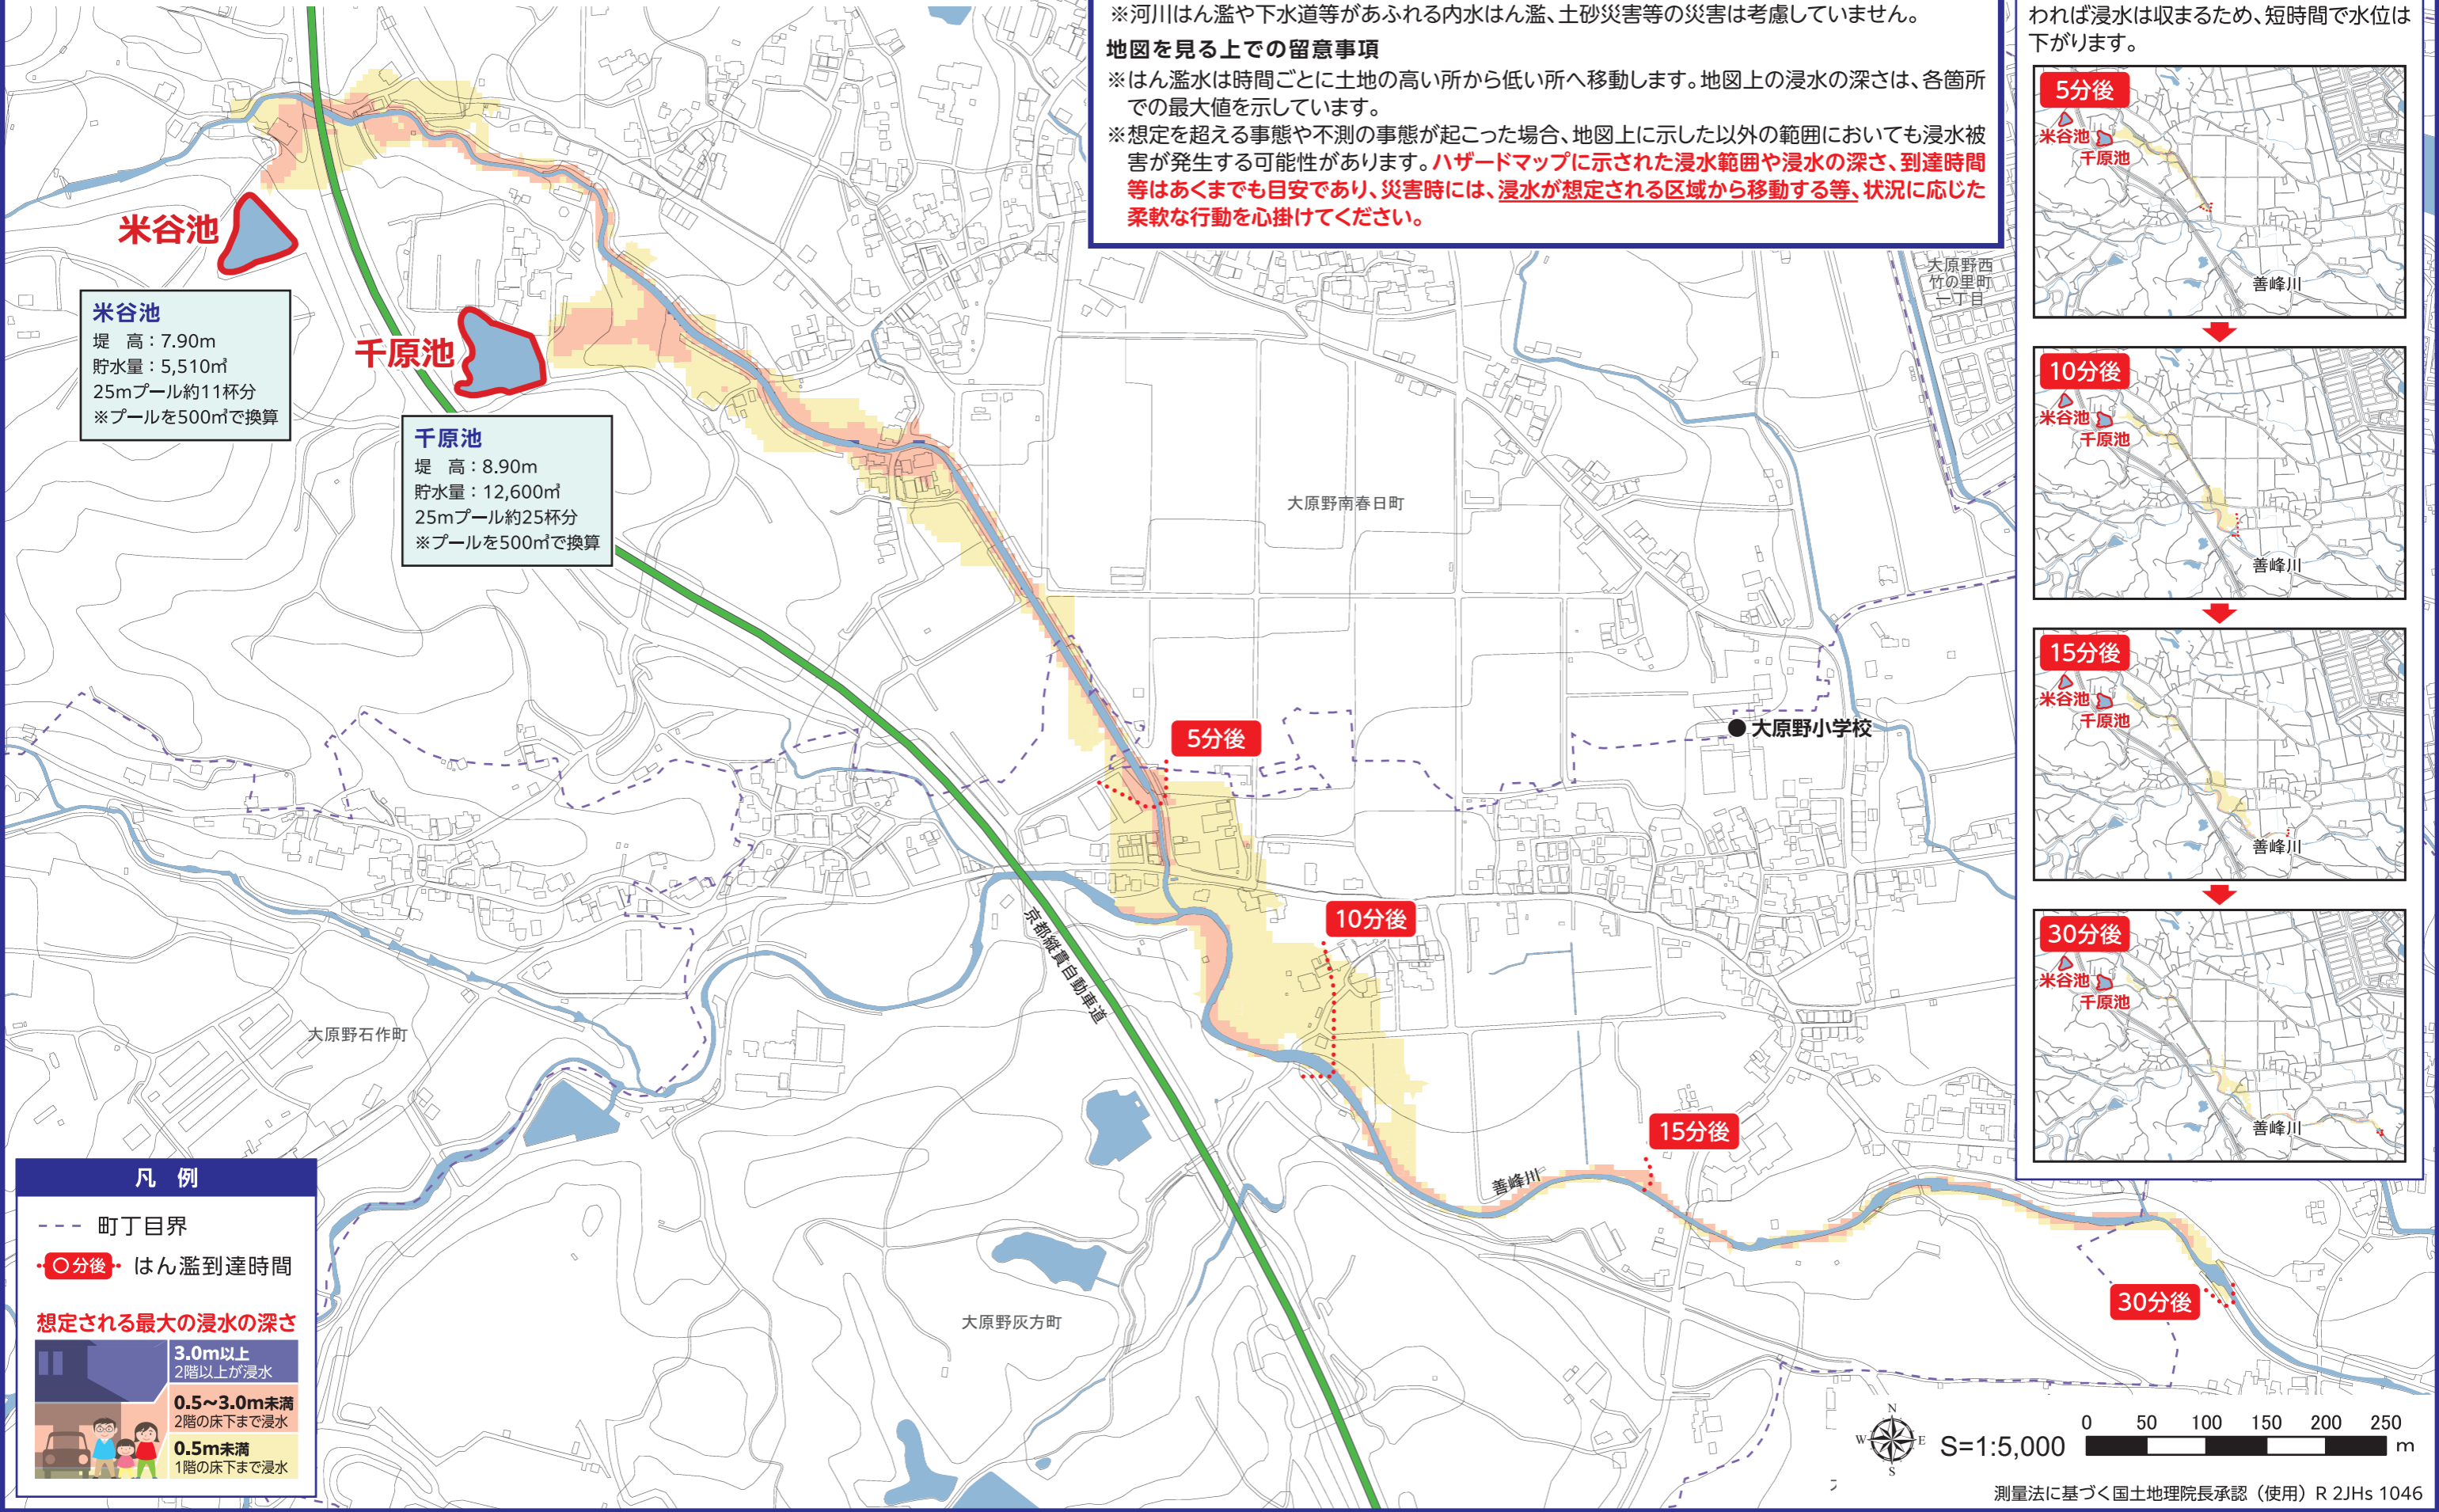 ※河川はん濫や下水道等があふれる内水はん濫、土砂災害等の災害は考慮していません。
地図を見る上での留意事項
※はん濫水は時間ごとに土地の高い所から低い所へ移動します。地図上の浸水の深さは、各箇所
での最大値を示しています。
※想定を超える事態や不測の事態が起こった場合、地図上に示した以外の範囲においても浸水被
害が発生する可能性があります。ハザードマップに示された浸水範囲や浸水の深さ、到達時間
等はあくまでも目安であり、災害時には、浸水が想定される区域から移動する等、状況に応じた
柔軟な行動を心掛けてください。
われば浸水は収まるため、短時間で水位は
下がります。
5分後
米谷池
千原池
善峰川
10分後
米谷池
千原池
善峰川
15分後
米谷池
千原池
善峰川
30分後
米谷池
千原池
善峰川
米谷池
米谷池
堤 高：7.90m
貯水量：5,510㎥
25mプール約11杯分
※プールを500㎥で換算
千原池
千原池
堤 高：8.90m
貯水量：12,600㎥
25mプール約25杯分
※プールを500㎥で換算
大原野西
竹の里町
一丁目
大原野南春日町
大原野小学校
5分後
10分後
15分後
30分後
京都縦貫自動車道
大原野石作町
大原野灰方町
善峰川
凡 例
町丁目界
〇分後 はん濫到達時間
想定される最大の浸水の深さ
3.0m以上
2階以上が浸水
0.5～3.0m未満
2階の床下まで浸水
0.5m未満
1階の床下まで浸水
N
W E
S
S=1:5,000
0 50 100 150 200 250
m
測量法に基づく国土地理院長承認（使用）R 2JHs 1046